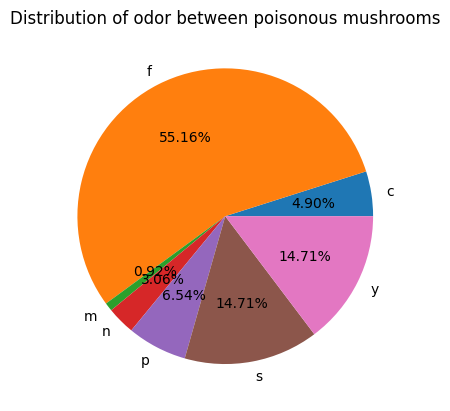 Distribution of odor between poisonous mushrooms
f
55.16%
c
4.90%
14.71%
y
0.92%
3.06%
6.54%
14.71%
m
n
p
s